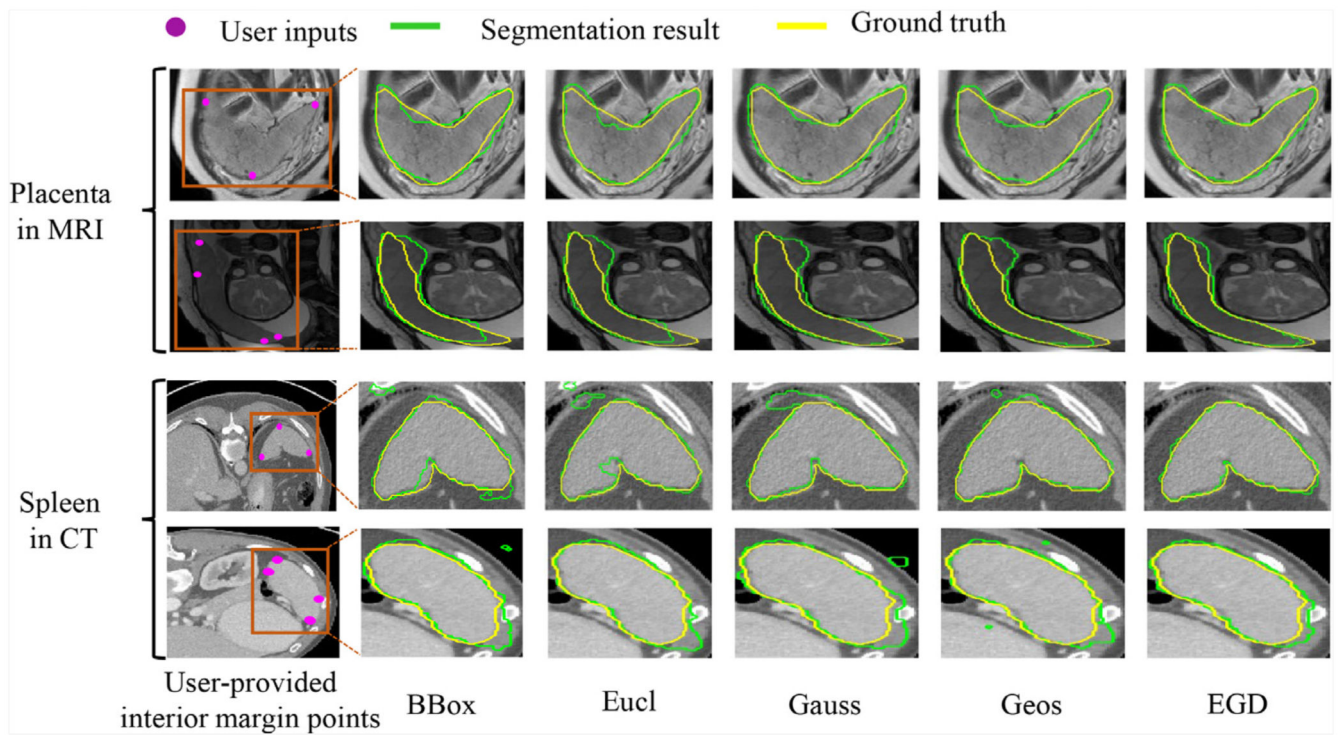 User inputs
Segmentation result
Ground truth
Placenta
in MRI
Spleen
in CT
User-provided
interior margin points
BBox
Eucl
Gauss
Geos
EGD